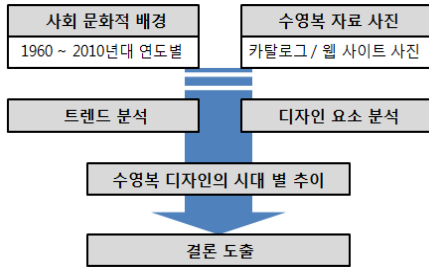 사회 문화적 배경
1960 ~ 2010년대 연도별
수영복 자료 사진
카탈로그 / 웹 사이트 사진
트렌드 분석
디자인 요소 분석
수영복 디자인의 시대 별 추이
결론 도출